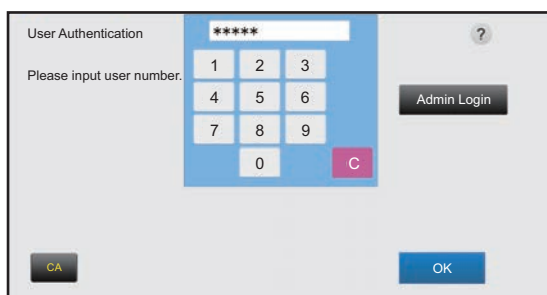 User Authentication
*****
?
Please input user number.
1 2 3
4 5 6
Admin Login
7 8 9
0 C
CA
OK